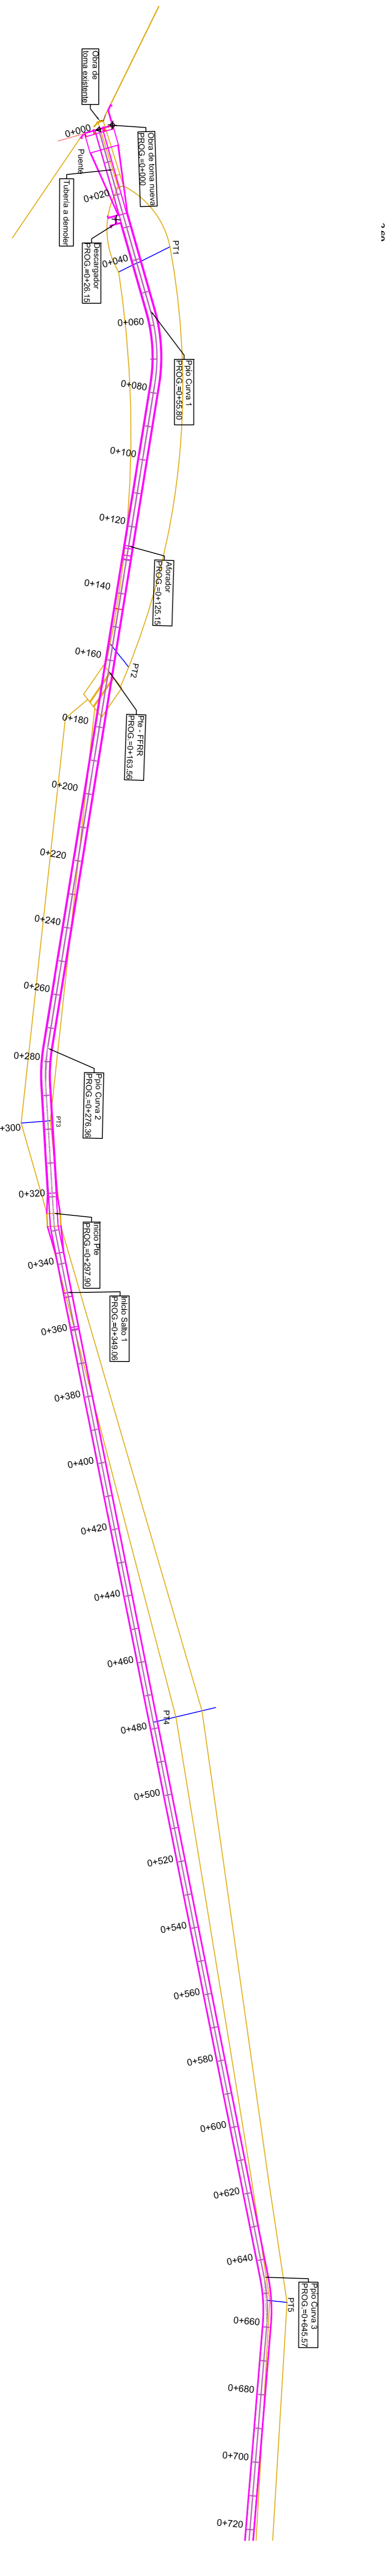 Obra de
toma existente
0+000
Obra de toma nueva
PROG.=0+000
Puente
Tubería a demoler
0+020
Descargador
PROG.=0+26.15
PT1
0+040
0+060
Ppio Curva 1
PROG.=0+55.80
0+080
0+100
0+120
Aforador
PROG.=0+125.15
0+140
0+160
PT2
Pte - FFRR
PROG.=0+163.56
0+180
0+200
0+220
0+240
0+260
0+280
Ppio Curva 2
PROG.=0+276.36
PT3
+300
0+320
Inicio Pte
PROG.=0+297.90
0+340
Inicio Salto 1
PROG.=0+349.06
0+360
0+380
0+400
0+420
0+440
0+460
PT4
0+480
0+500
0+520
0+540
0+560
0+580
0+600
0+620
0+640
Ppio Curva 3
PROG.=0+645.57
PT5
0+660
0+680
0+700
0+720